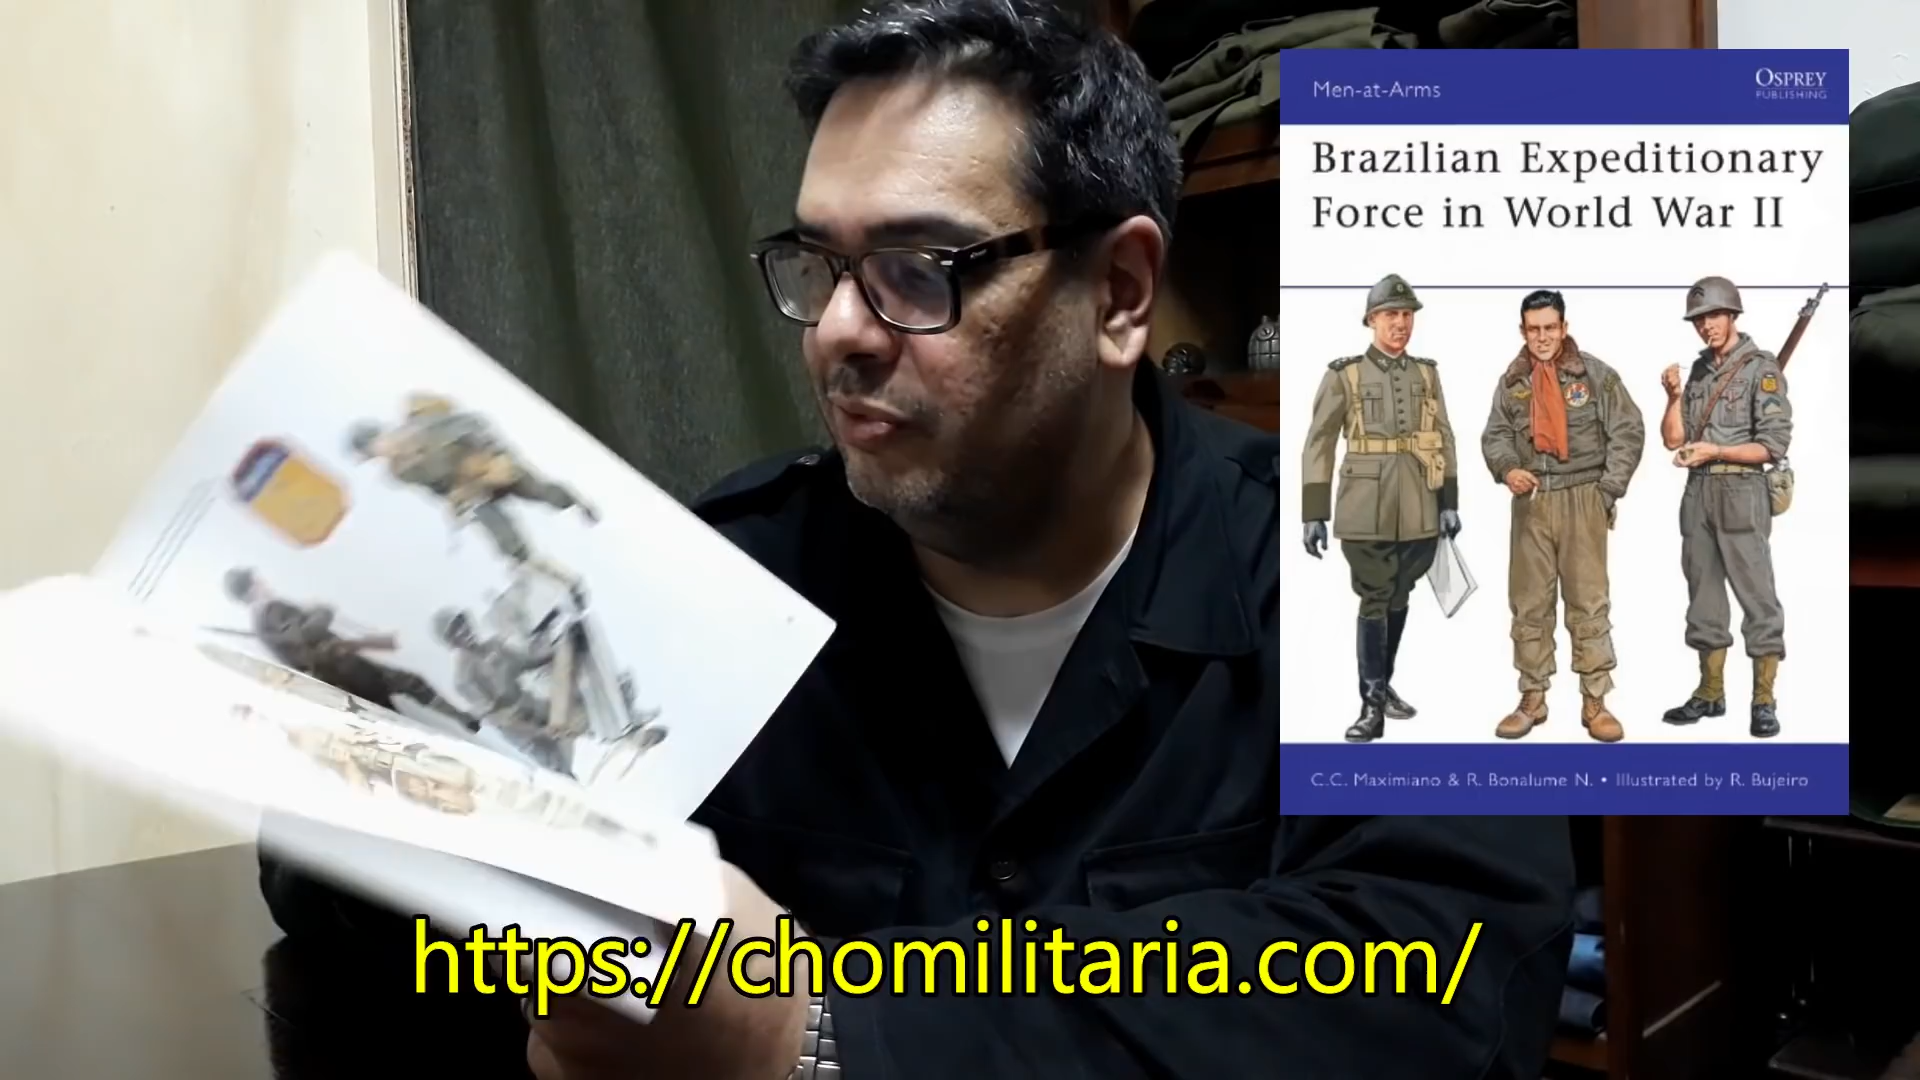 Men-at-Arms
OSPREY
PUBLISHING
Brazilian Expeditionary
Force in World War II
C.C. Maximiano & R. Bonalume N. • Illustrated by R. Bujeiro
https://chomilitaria.com/